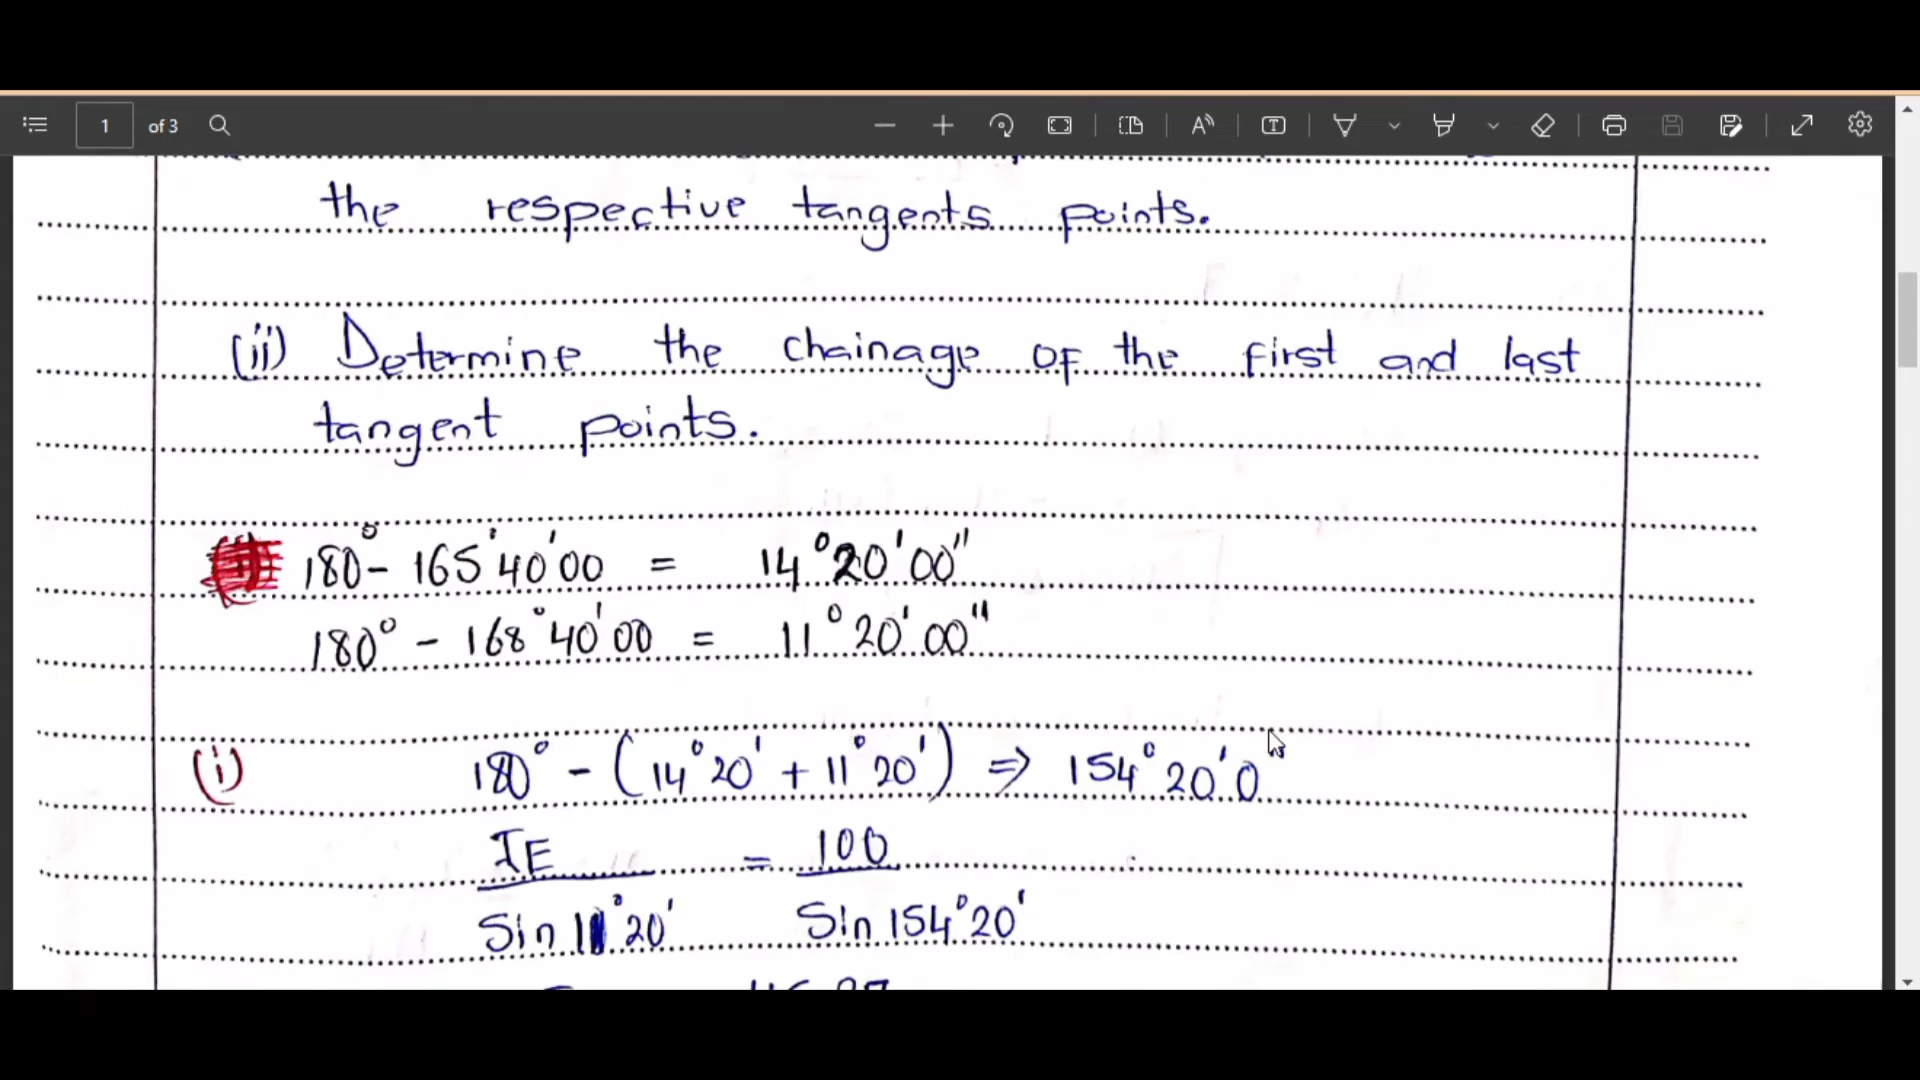 1 of 3
the respective tangents points.
(ii) Determine the chainage of the first and last
tangent points.
180° - 165°40'00 = 14°20'00"
180° - 168°40'00 = 11°20'00"
(i) 180° - (14°20' + 11°20') ⇒ 154°20'0"
IE = 100
Sin 11°20' Sin 154°20'